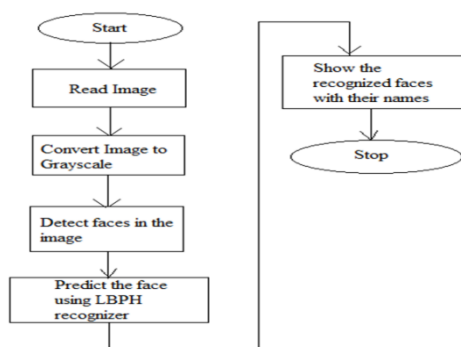 Start
Read Image
Convert Image to
Grayscale
Detect faces in the
image
Predict the face
using LBPH
recognizer
Show the
recognized faces
with their names
Stop